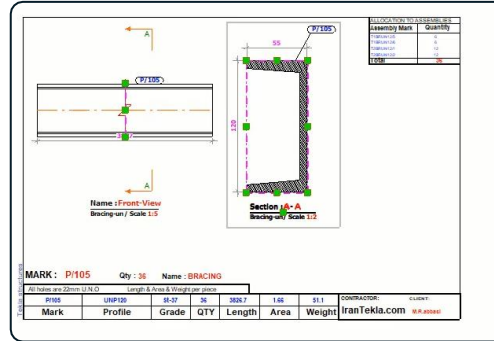 A
P/105
P/105
55
120
A
Name :Front-View
Bracing-un / Scale 1:5
Section :A- A
Bracing-un/ Scale 1:2
ALLOCATION TO ASSEMBLIES
Assembly Mark Quantity
12
12
Total 36
MARK : P/105 Qty : 36 Name : BRACING
All holes are 22mm U.N.O Length & Area & Weight per piece
P/105 UNP120 St-37 36 3826.7 1.66 51.1
Mark Profile Grade QTY Length Area Weight
CONTRACTOR: CLIENT:
IranTekla.com M.R.abbasi
Tekla structures